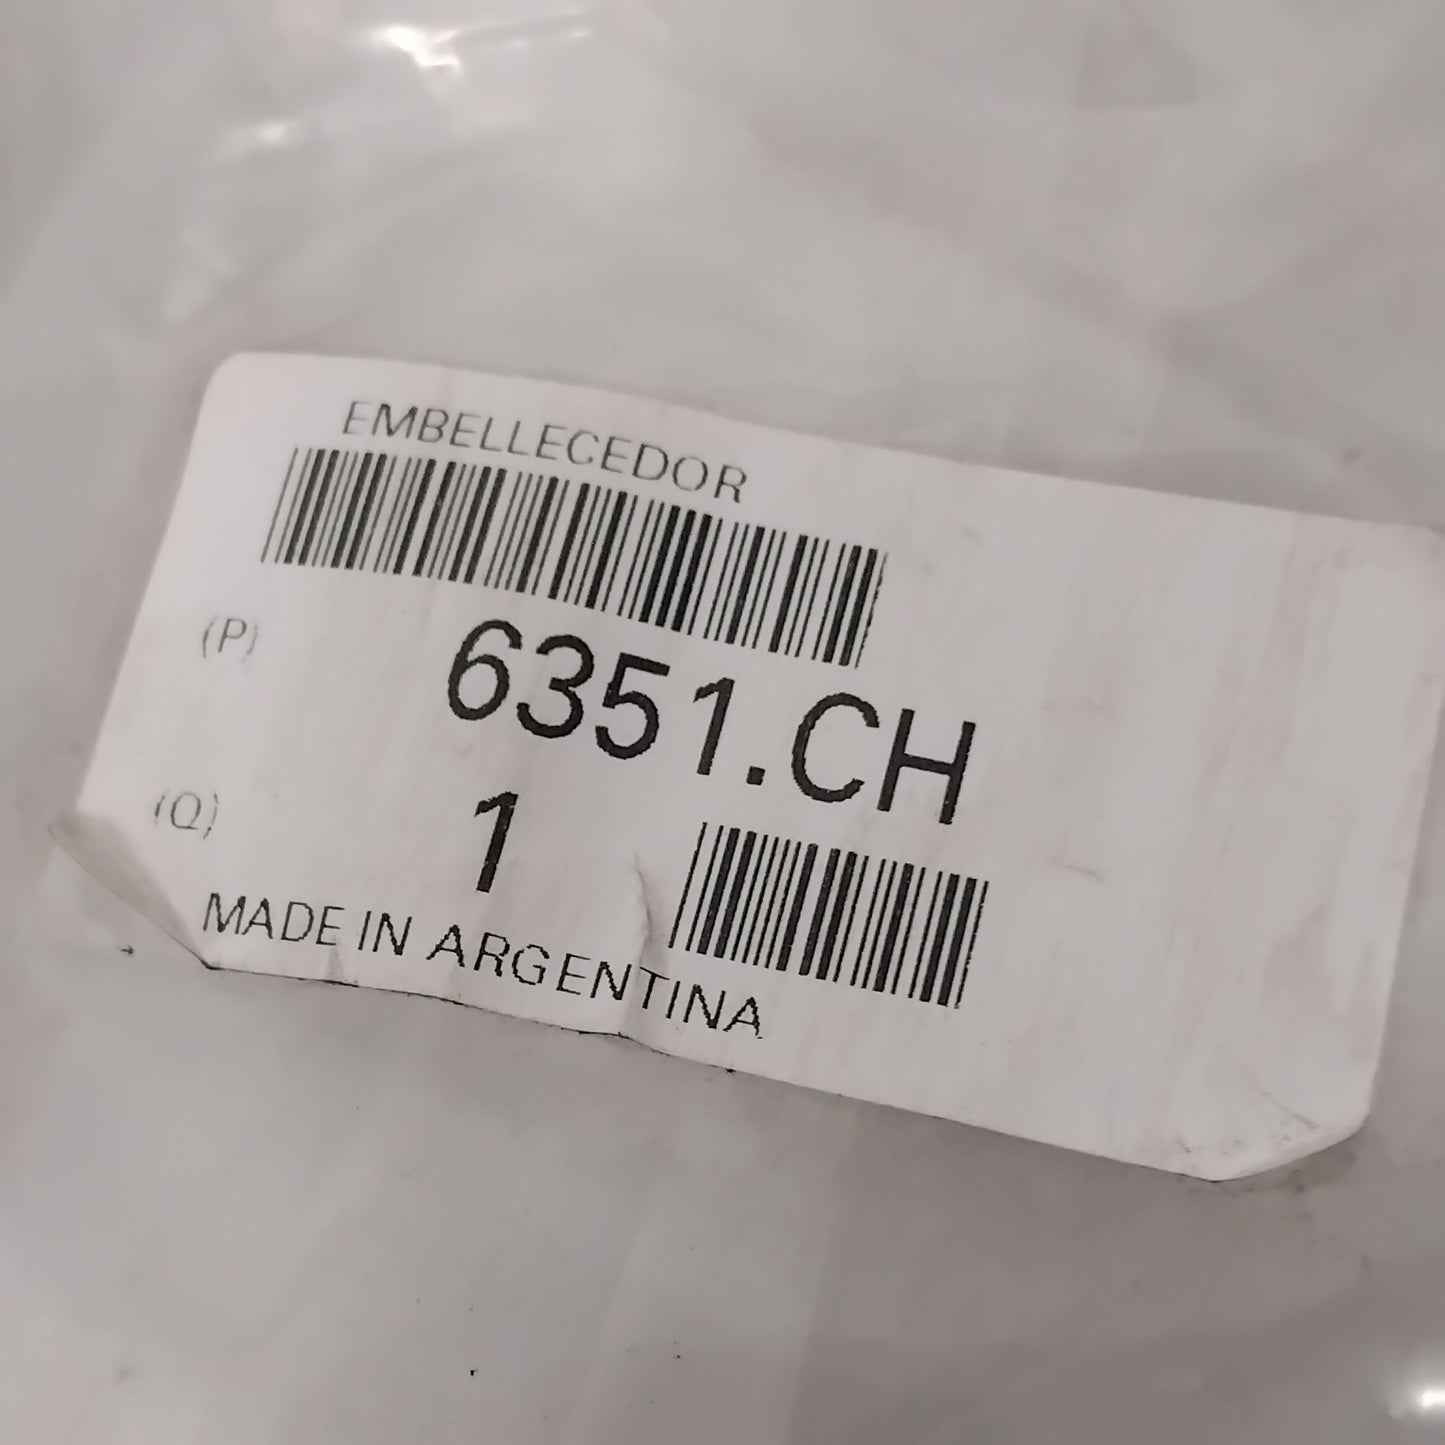 EMBELLECEDOR
(P) 6351.CH
(Q) 1
MADE IN ARGENTINA